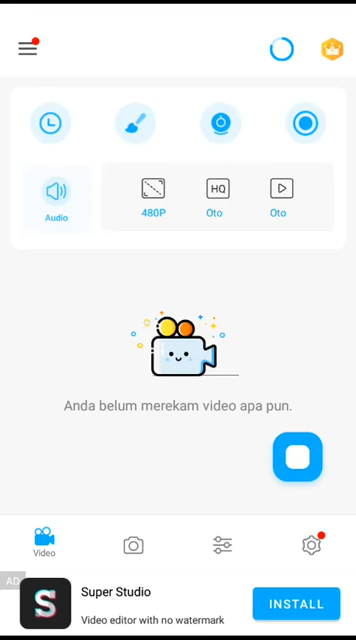 480P
HQ
Oto
Oto
Audio
Anda belum merekam video apa pun.
Video
AD
S
Super Studio
Video editor with no watermark
INSTALL